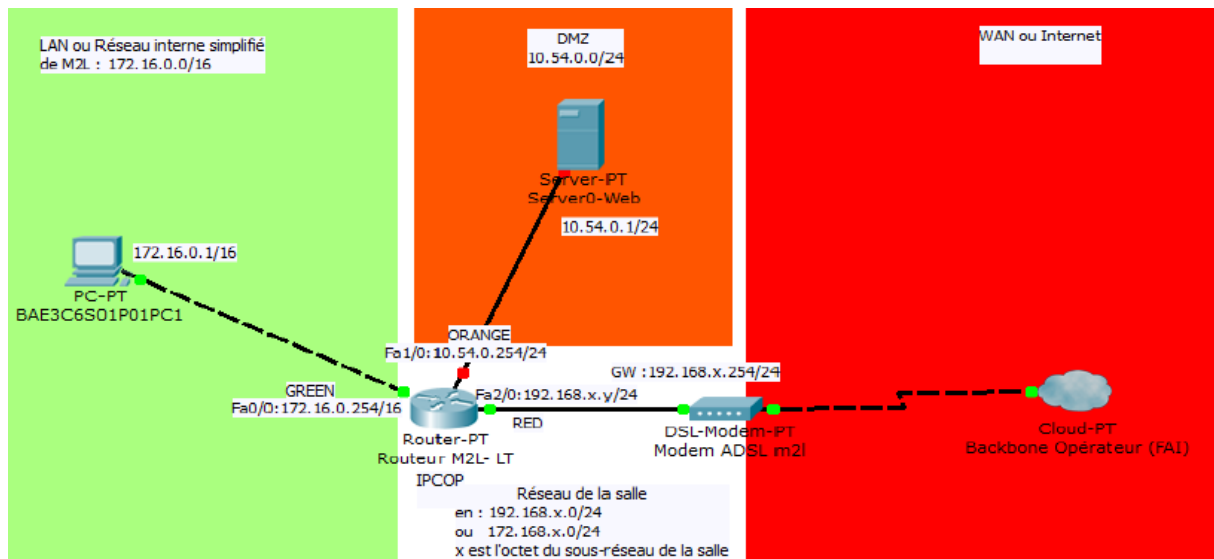 LAN ou Réseau interne simplifié
de M2L : 172.16.0.0/16
DMZ
10.54.0.0/24
WAN ou Internet
Server-PT
Server0-Web
10.54.0.1/24
172.16.0.1/16
PC-PT
BAE3C6S01P01PC1
ORANGE
Fa1/0:10.54.0.254/24
GW :192.168.x.254/24
GREEN
Fa0/0:172.16.0.254/16
Fa2/0:192.168.x.y/24
RED
Router-PT
Routeur M2L- LT
IPCOP
DSL-Modem-PT
Modem ADSL m2l
Cloud-PT
Backbone Opérateur (FAI)
Réseau de la salle
en : 192.168.x.0/24
ou 172.168.x.0/24
x est l'octet du sous-réseau de la salle